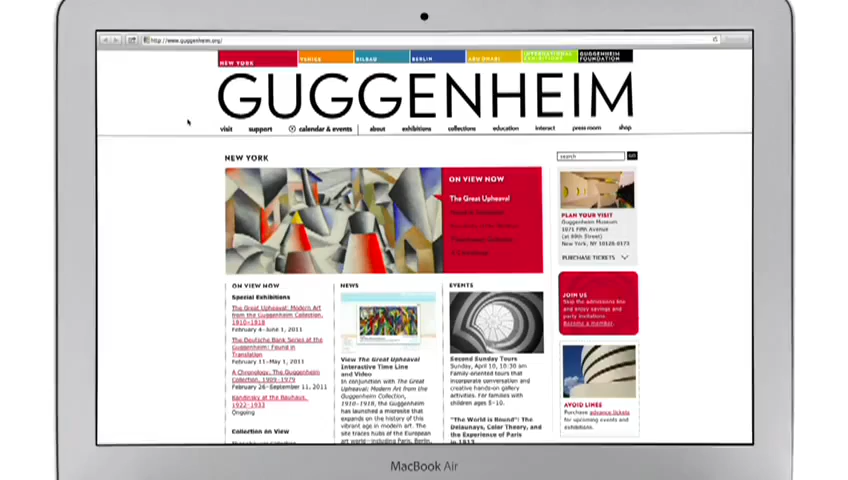 http://www.guggenheim.org/
NEW YORK
VENICE
BILBAO
BERLIN
ABU DHABI
INTERNATIONAL EXHIBITIONS
GUGGENHEIM FOUNDATION
GUGGENHEIM
visit
support
calendar & events
about
exhibitions
collections
education
interact
press room
shop
NEW YORK
search
ON VIEW NOW
The Great Upheaval
PLAN YOUR VISIT
Guggenheim Museum
1071 Fifth Avenue
(at 89th Street)
New York, NY 10128-0173
PURCHASE TICKETS
ON VIEW NOW
Special Exhibitions
The Great Upheaval: Modern Art
from the Guggenheim Collection,
1910–1918
February 4–June 1, 2011
The Deutsche Bank Series at the
Guggenheim: Found in
Translation
February 11–May 1, 2011
A Chronology: The Guggenheim
Collection, 1909–1979
February 26–September 11, 2011
Kandinsky at the Bauhaus,
1922–1933
Ongoing
Collection on View
NEWS
View The Great Upheaval
Interactive Time Line
and Video
In conjunction with The Great
Upheaval: Modern Art from the
Guggenheim Collection,
1910–1918, the Guggenheim
has launched a microsite that
expands on the history of this
vibrant age in modern art. The
site traces hubs of the European
art world—including Paris, Berlin,
EVENTS
Second Sunday Tours
Sunday, April 10, 10:30 am
Family-oriented tours that
incorporate conversation and
creative hands-on gallery
activities. For families with
children ages 5–10.
"The World is Round": The
Delaunays, Color Theory, and
the Experience of Paris
in 1913
JOIN US
Skip the admissions line
and enjoy savings and
party invitations.
Become a member.
AVOID LINES
Purchase advance tickets
for upcoming events and
exhibitions.
MacBook Air